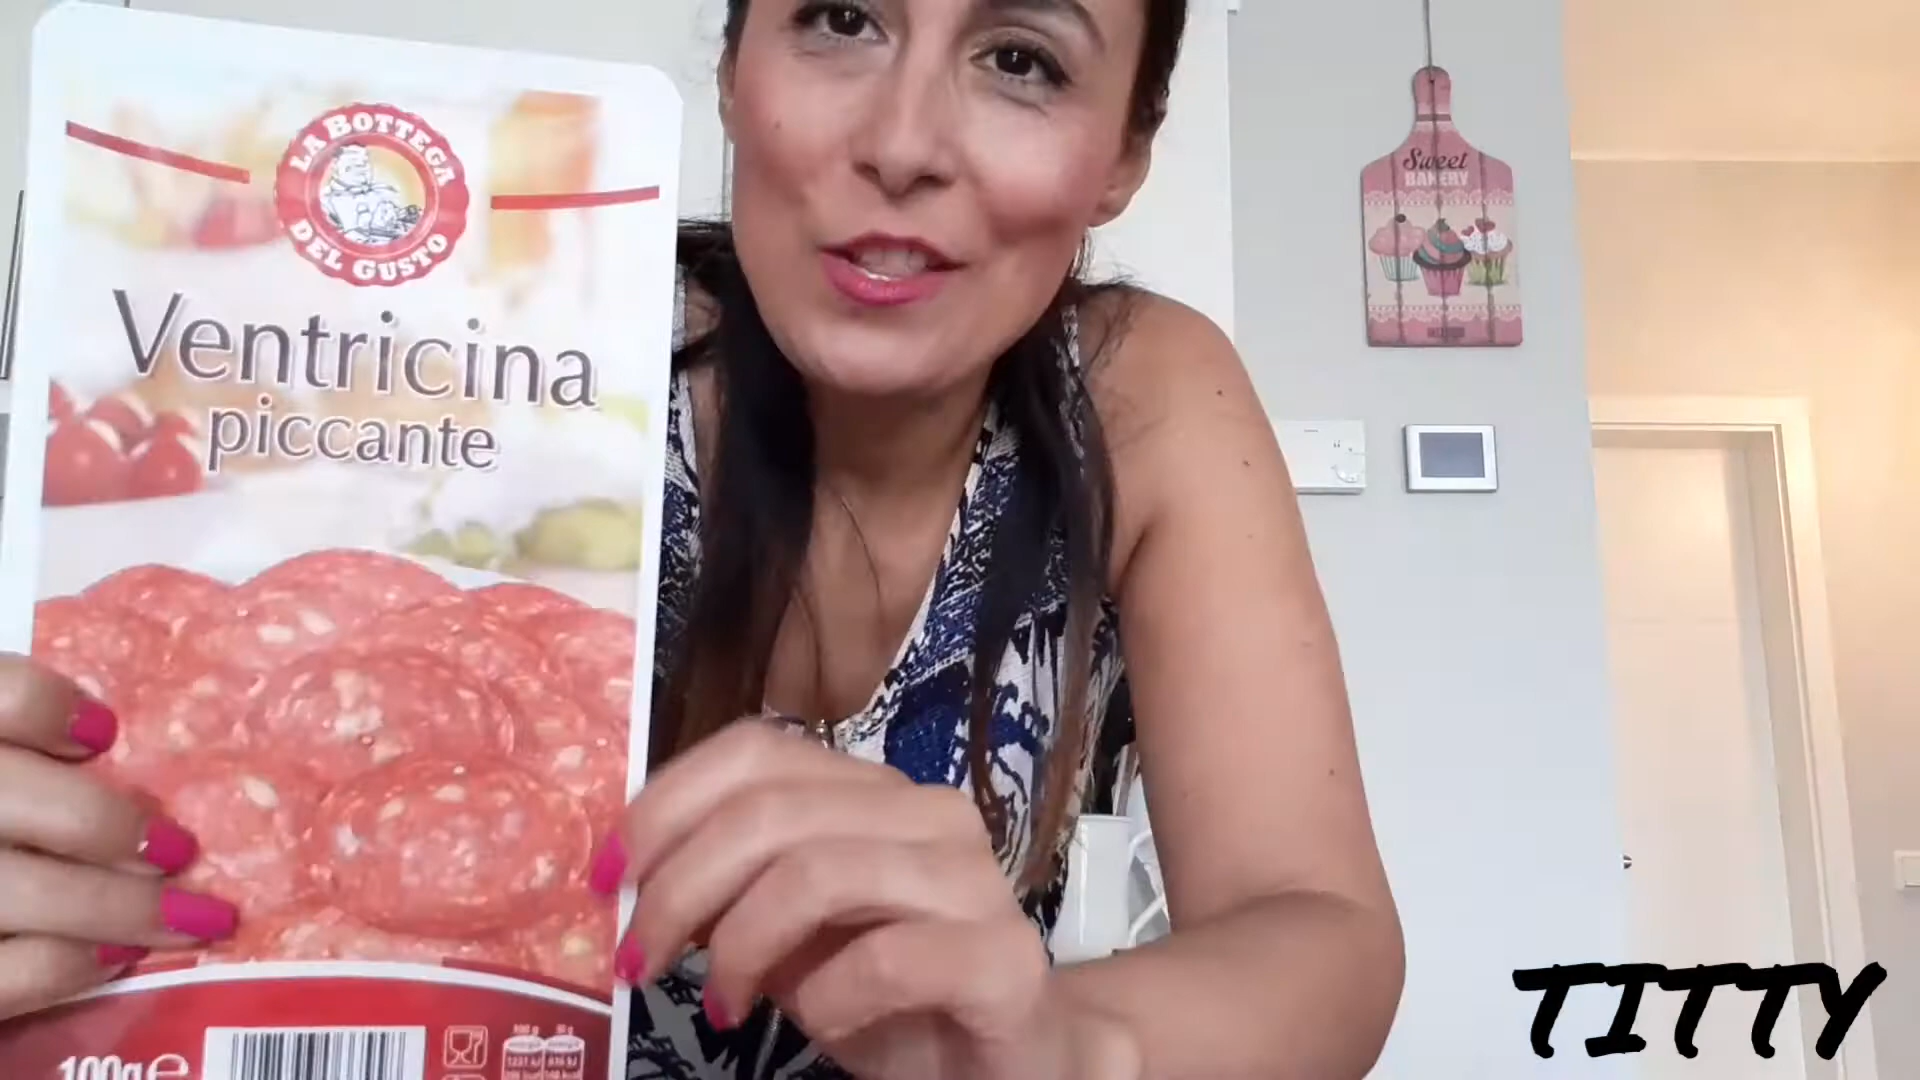 LA BOTTEGA
DEL GUSTO
Ventricina
piccante
100g e
Sweet
BAKERY
TITTY